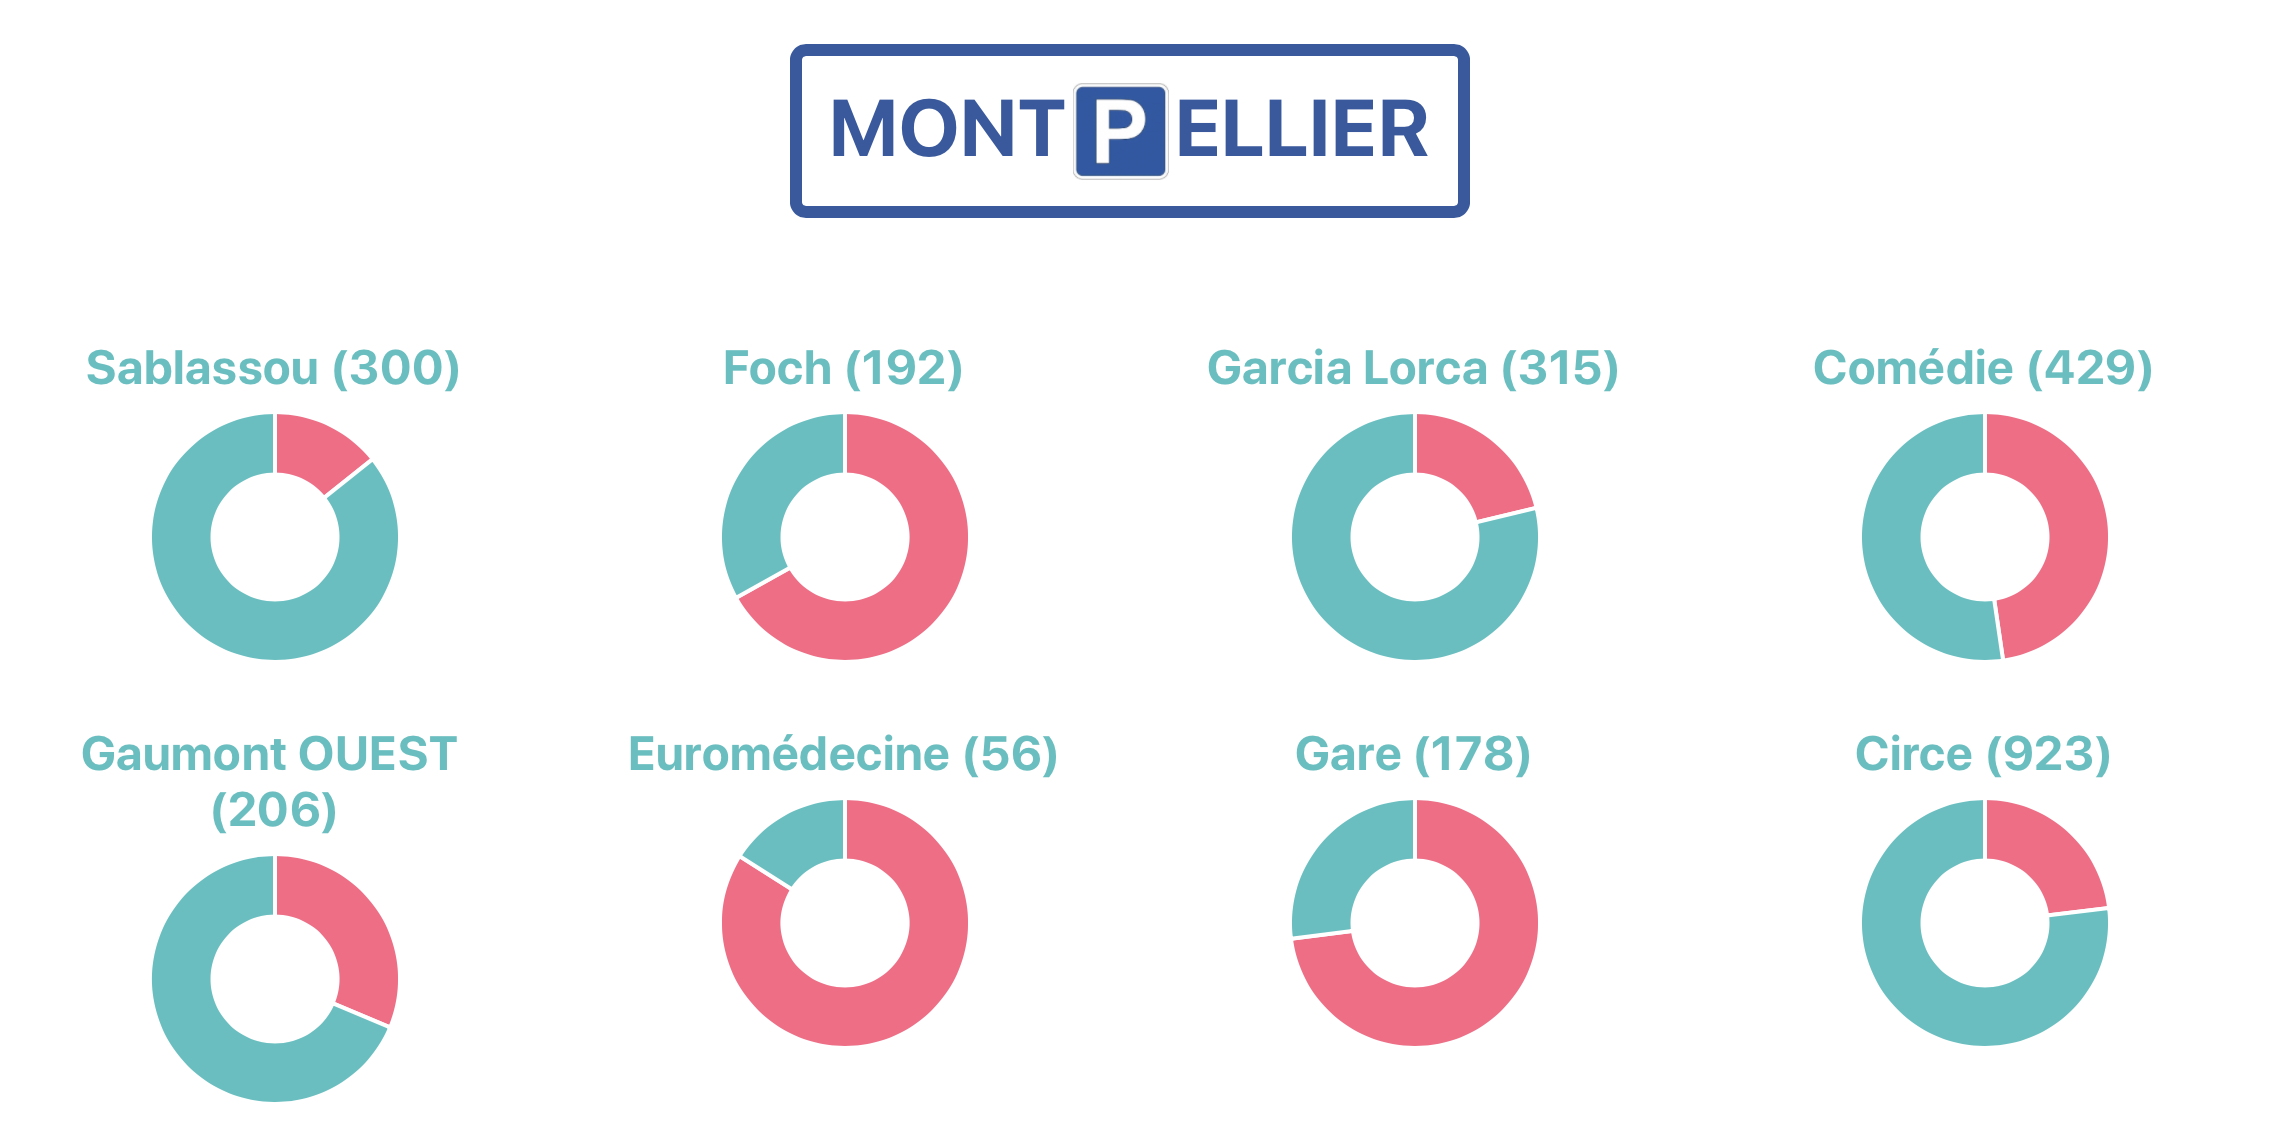 MONTPELLIER
Sablassou (300)
Foch (192)
Garcia Lorca (315)
Comédie (429)
Gaumont OUEST
(206)
Euromédecine (56)
Gare (178)
Circe (923)